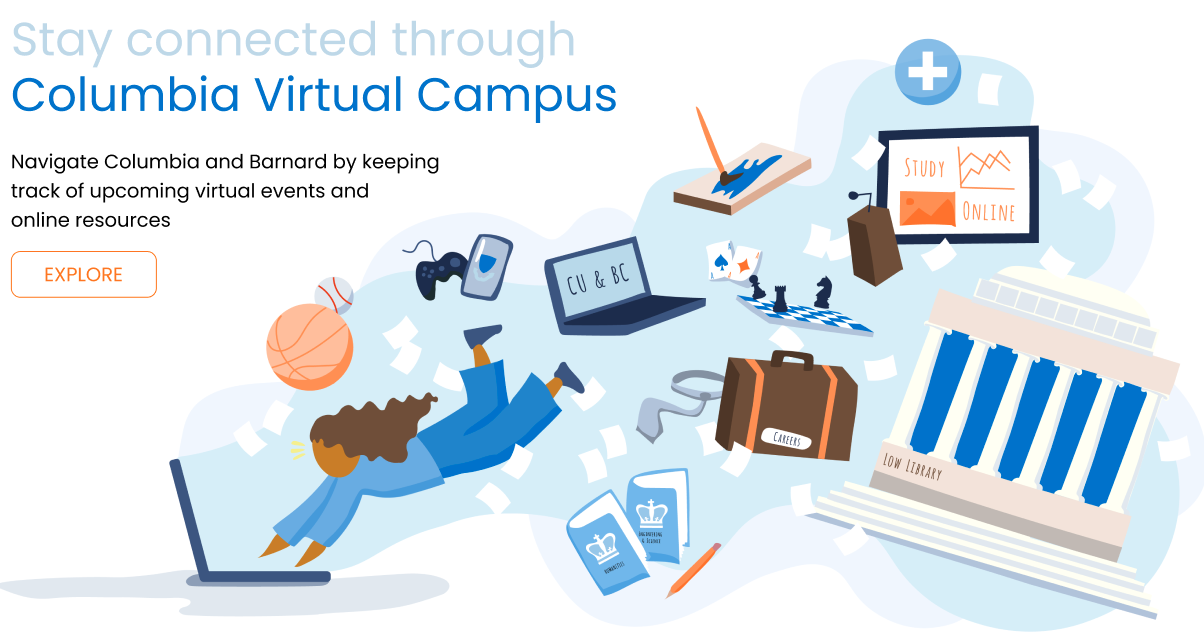 Stay connected through
Columbia Virtual Campus
Navigate Columbia and Barnard by keeping
track of upcoming virtual events and
online resources
EXPLORE
STUDY
ONLINE
CU & BC
CAREERS
LOW LIBRARY
ENGINEERING
& SCIENCE
HUMANITIES